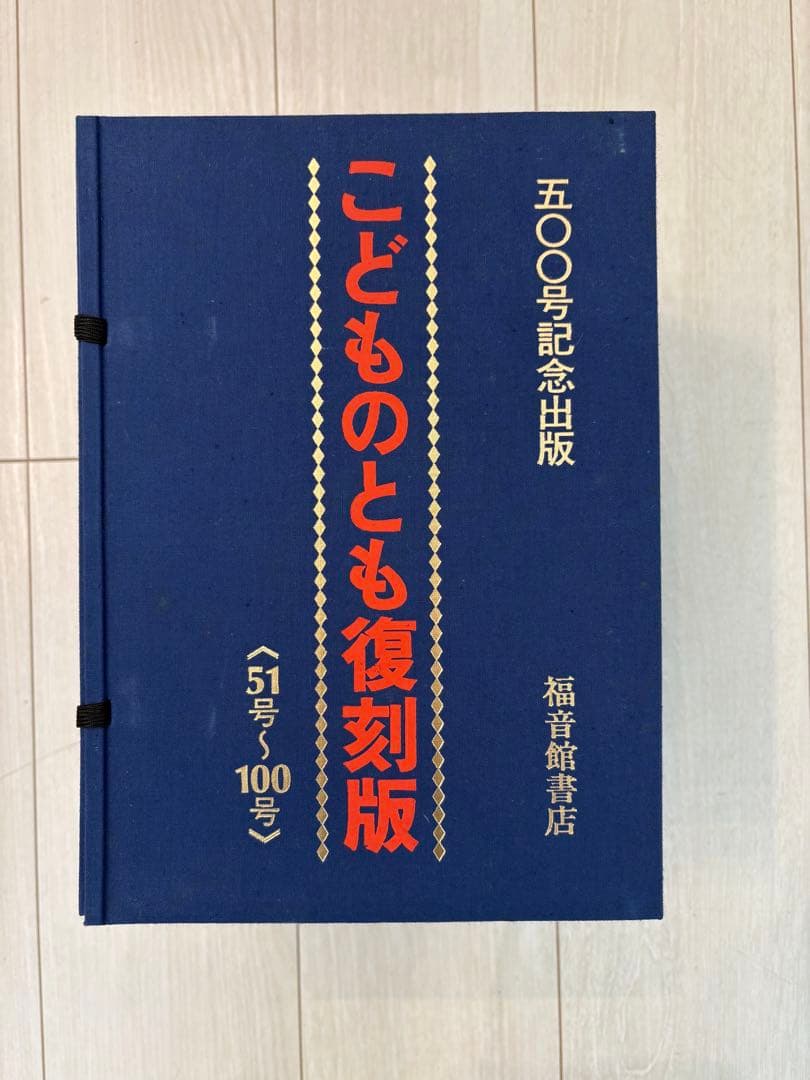 五〇〇号記念出版
福音館書店
こどものとも復刻版
《51号〜100号》